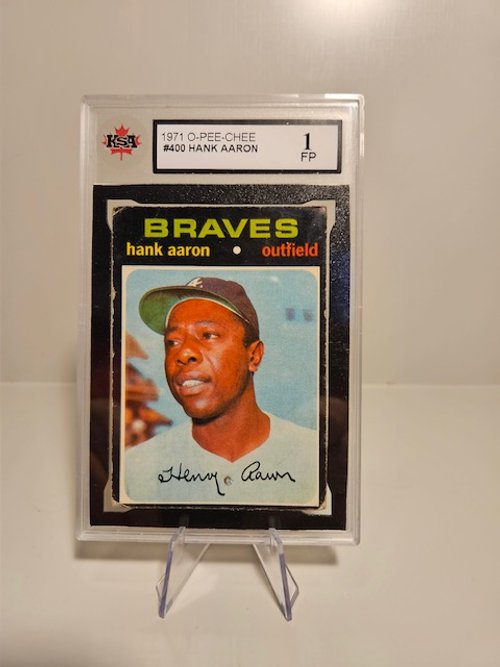 KSA
1971 O-PEE-CHEE
#400 HANK AARON
1
FP
BRAVES
hank aaron • outfield
Henry Aaron